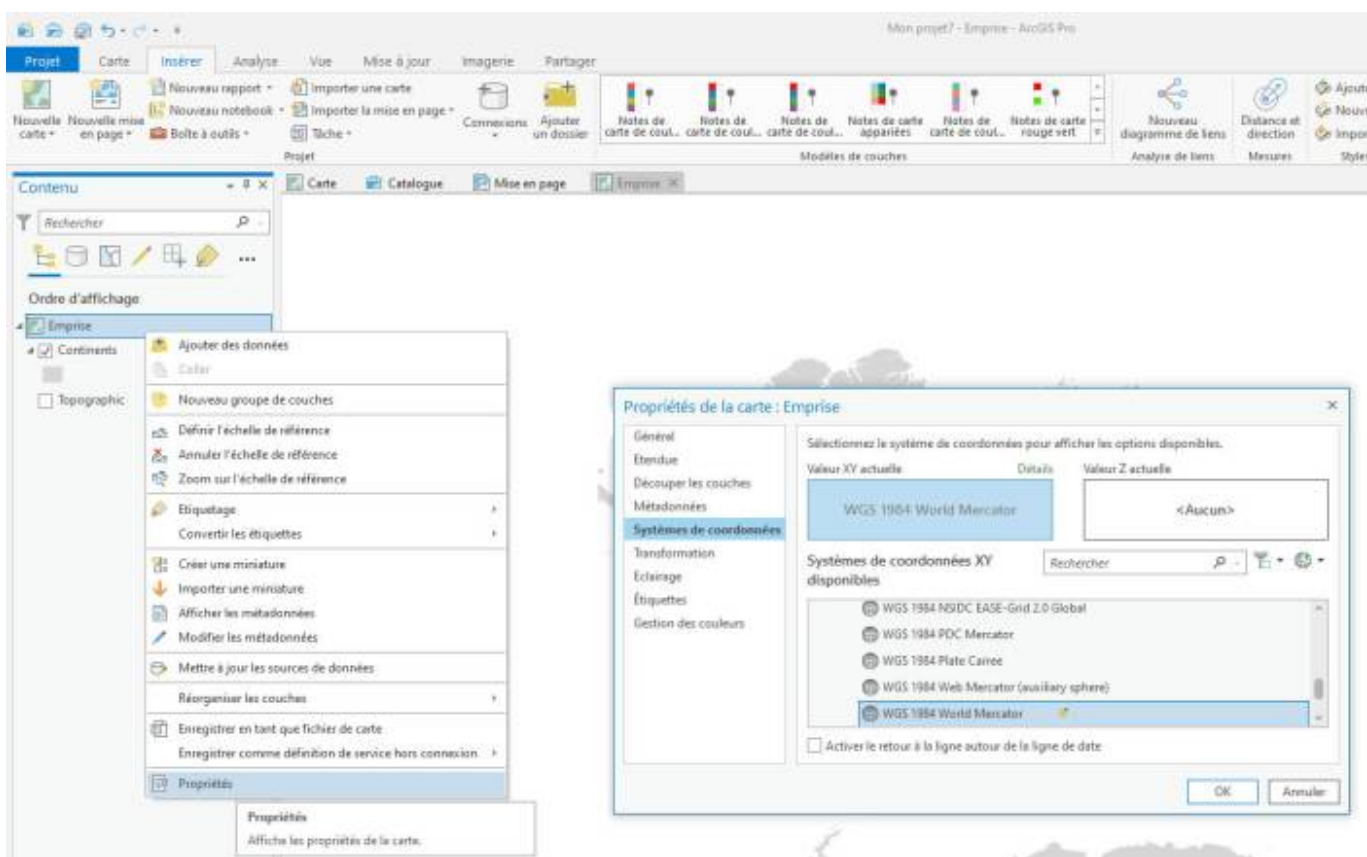 Mon projet7 - Emprise - ArcGIS Pro
Projet Carte Insérer Analyse Vue Mise à jour Imagerie Partager
Nouvelle carte
Nouvelle mise en page
Nouveau rapport
Nouveau notebook
Boîte à outils
Importer une carte
Importer la mise en page
Tâche
Connexions
Ajouter un dossier
Projet
Notes de carte de coul...
Notes de carte de coul...
Notes de carte de coul...
Notes de carte appariées
Notes de carte de coul...
Notes de carte rouge vert
Modèles de couches
Nouveau diagramme de liens
Analyse de liens
Distance et direction
Mesures
Ajoute
Nouv
Impor
Styles
Contenu
Carte Catalogue Mise en page Emprise
Rechercher
Ordre d'affichage
Emprise
Continents
Topographic
Ajouter des données
Coller
Nouveau groupe de couches
Définir l'échelle de référence
Annuler l'échelle de référence
Zoom sur l'échelle de référence
Etiquetage
Convertir les étiquettes
Créer une miniature
Importer une miniature
Afficher les métadonnées
Modifier les métadonnées
Mettre à jour les sources de données
Réorganiser les couches
Enregistrer en tant que fichier de carte
Enregistrer comme définition de service hors connexion
Propriétés
Propriétés
Affiche les propriétés de la carte.
Propriétés de la carte : Emprise
Général
Etendue
Découper les couches
Métadonnées
Systèmes de coordonnées
Transformation
Eclairage
Étiquettes
Gestion des couleurs
Sélectionnez le système de coordonnées pour afficher les options disponibles.
Valeur XY actuelle Détails Valeur Z actuelle
WGS 1984 World Mercator <Aucun>
Systèmes de coordonnées XY disponibles
Rechercher
WGS 1984 NSIDC EASE-Grid 2.0 Global
WGS 1984 PDC Mercator
WGS 1984 Plate Carree
WGS 1984 Web Mercator (auxiliary sphere)
WGS 1984 World Mercator
Activer le retour à la ligne autour de la ligne de date
OK Annuler